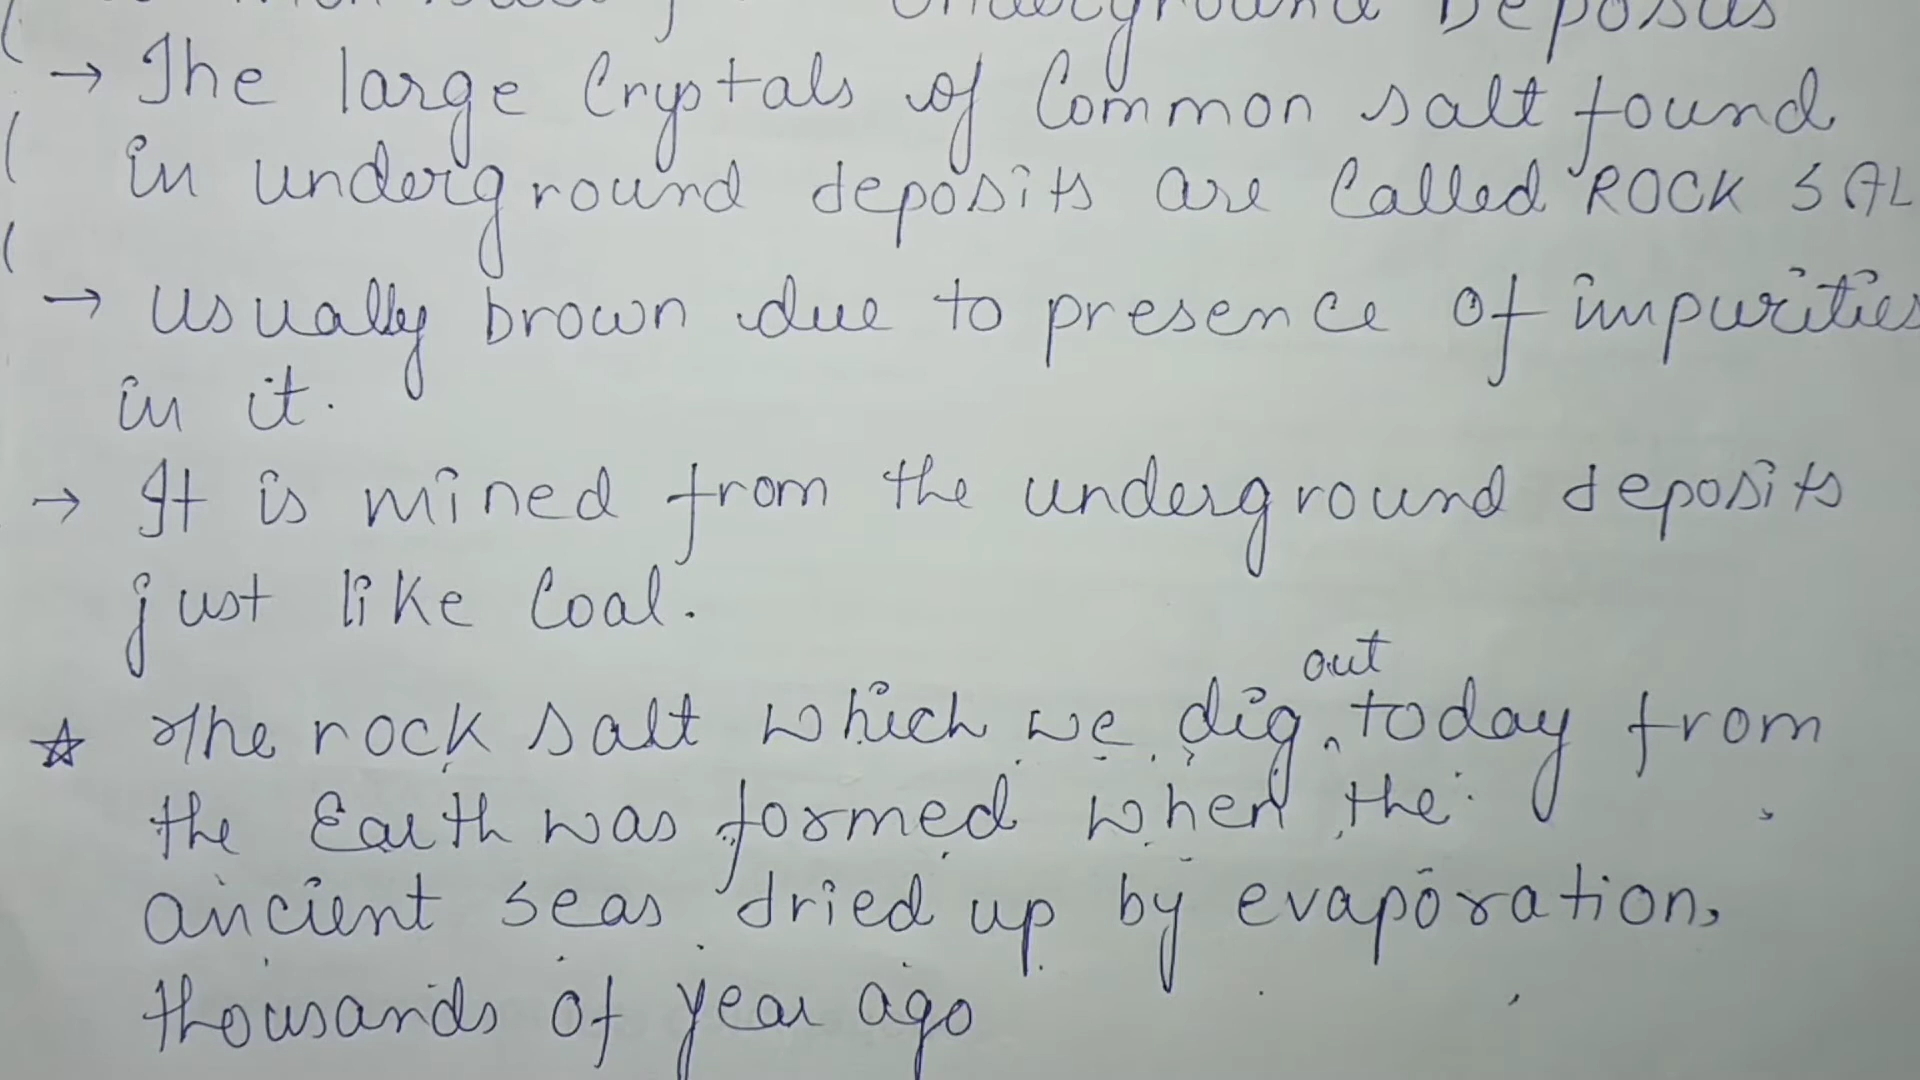 Underground Deposits
→ The large Crystals of Common salt found
in underground deposits are Called ROCK SAL
→ Usually brown due to presence of impurities
in it.
→ It is mined from the underground deposits
just like Coal.
out
☆ The rock salt which we dig ^ today from
the Earth was formed when the
ancient seas dried up by evaporation,
thousands of year ago